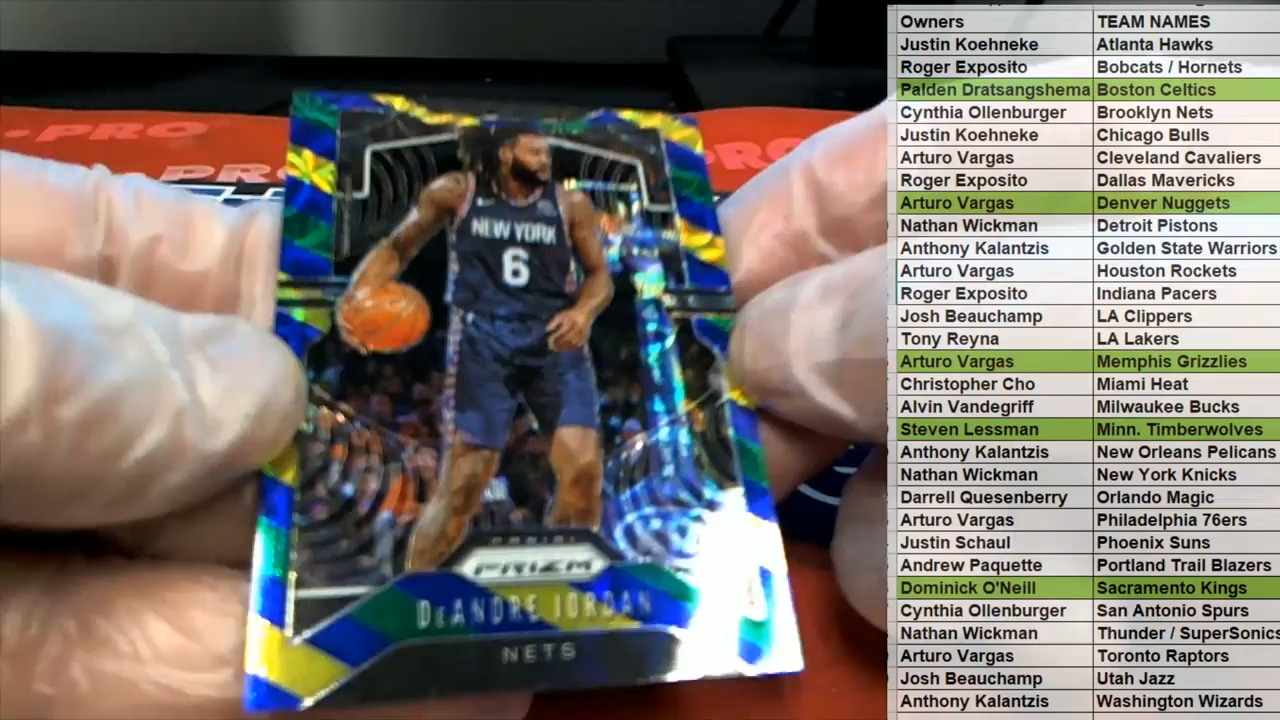 PRO
PRO
PRO
NEW YORK
6
PANINI
PRIZM
DEANDRE JORDAN
NETS
Owners TEAM NAMES
Justin Koehneke Atlanta Hawks
Roger Exposito Bobcats / Hornets
Palden Dratsangshema Boston Celtics
Cynthia Ollenburger Brooklyn Nets
Justin Koehneke Chicago Bulls
Arturo Vargas Cleveland Cavaliers
Roger Exposito Dallas Mavericks
Arturo Vargas Denver Nuggets
Nathan Wickman Detroit Pistons
Anthony Kalantzis Golden State Warriors
Arturo Vargas Houston Rockets
Roger Exposito Indiana Pacers
Josh Beauchamp LA Clippers
Tony Reyna LA Lakers
Arturo Vargas Memphis Grizzlies
Christopher Cho Miami Heat
Alvin Vandegriff Milwaukee Bucks
Steven Lessman Minn. Timberwolves
Anthony Kalantzis New Orleans Pelicans
Nathan Wickman New York Knicks
Darrell Quesenberry Orlando Magic
Arturo Vargas Philadelphia 76ers
Justin Schaul Phoenix Suns
Andrew Paquette Portland Trail Blazers
Dominick O'Neill Sacramento Kings
Cynthia Ollenburger San Antonio Spurs
Nathan Wickman Thunder / SuperSonics
Arturo Vargas Toronto Raptors
Josh Beauchamp Utah Jazz
Anthony Kalantzis Washington Wizards